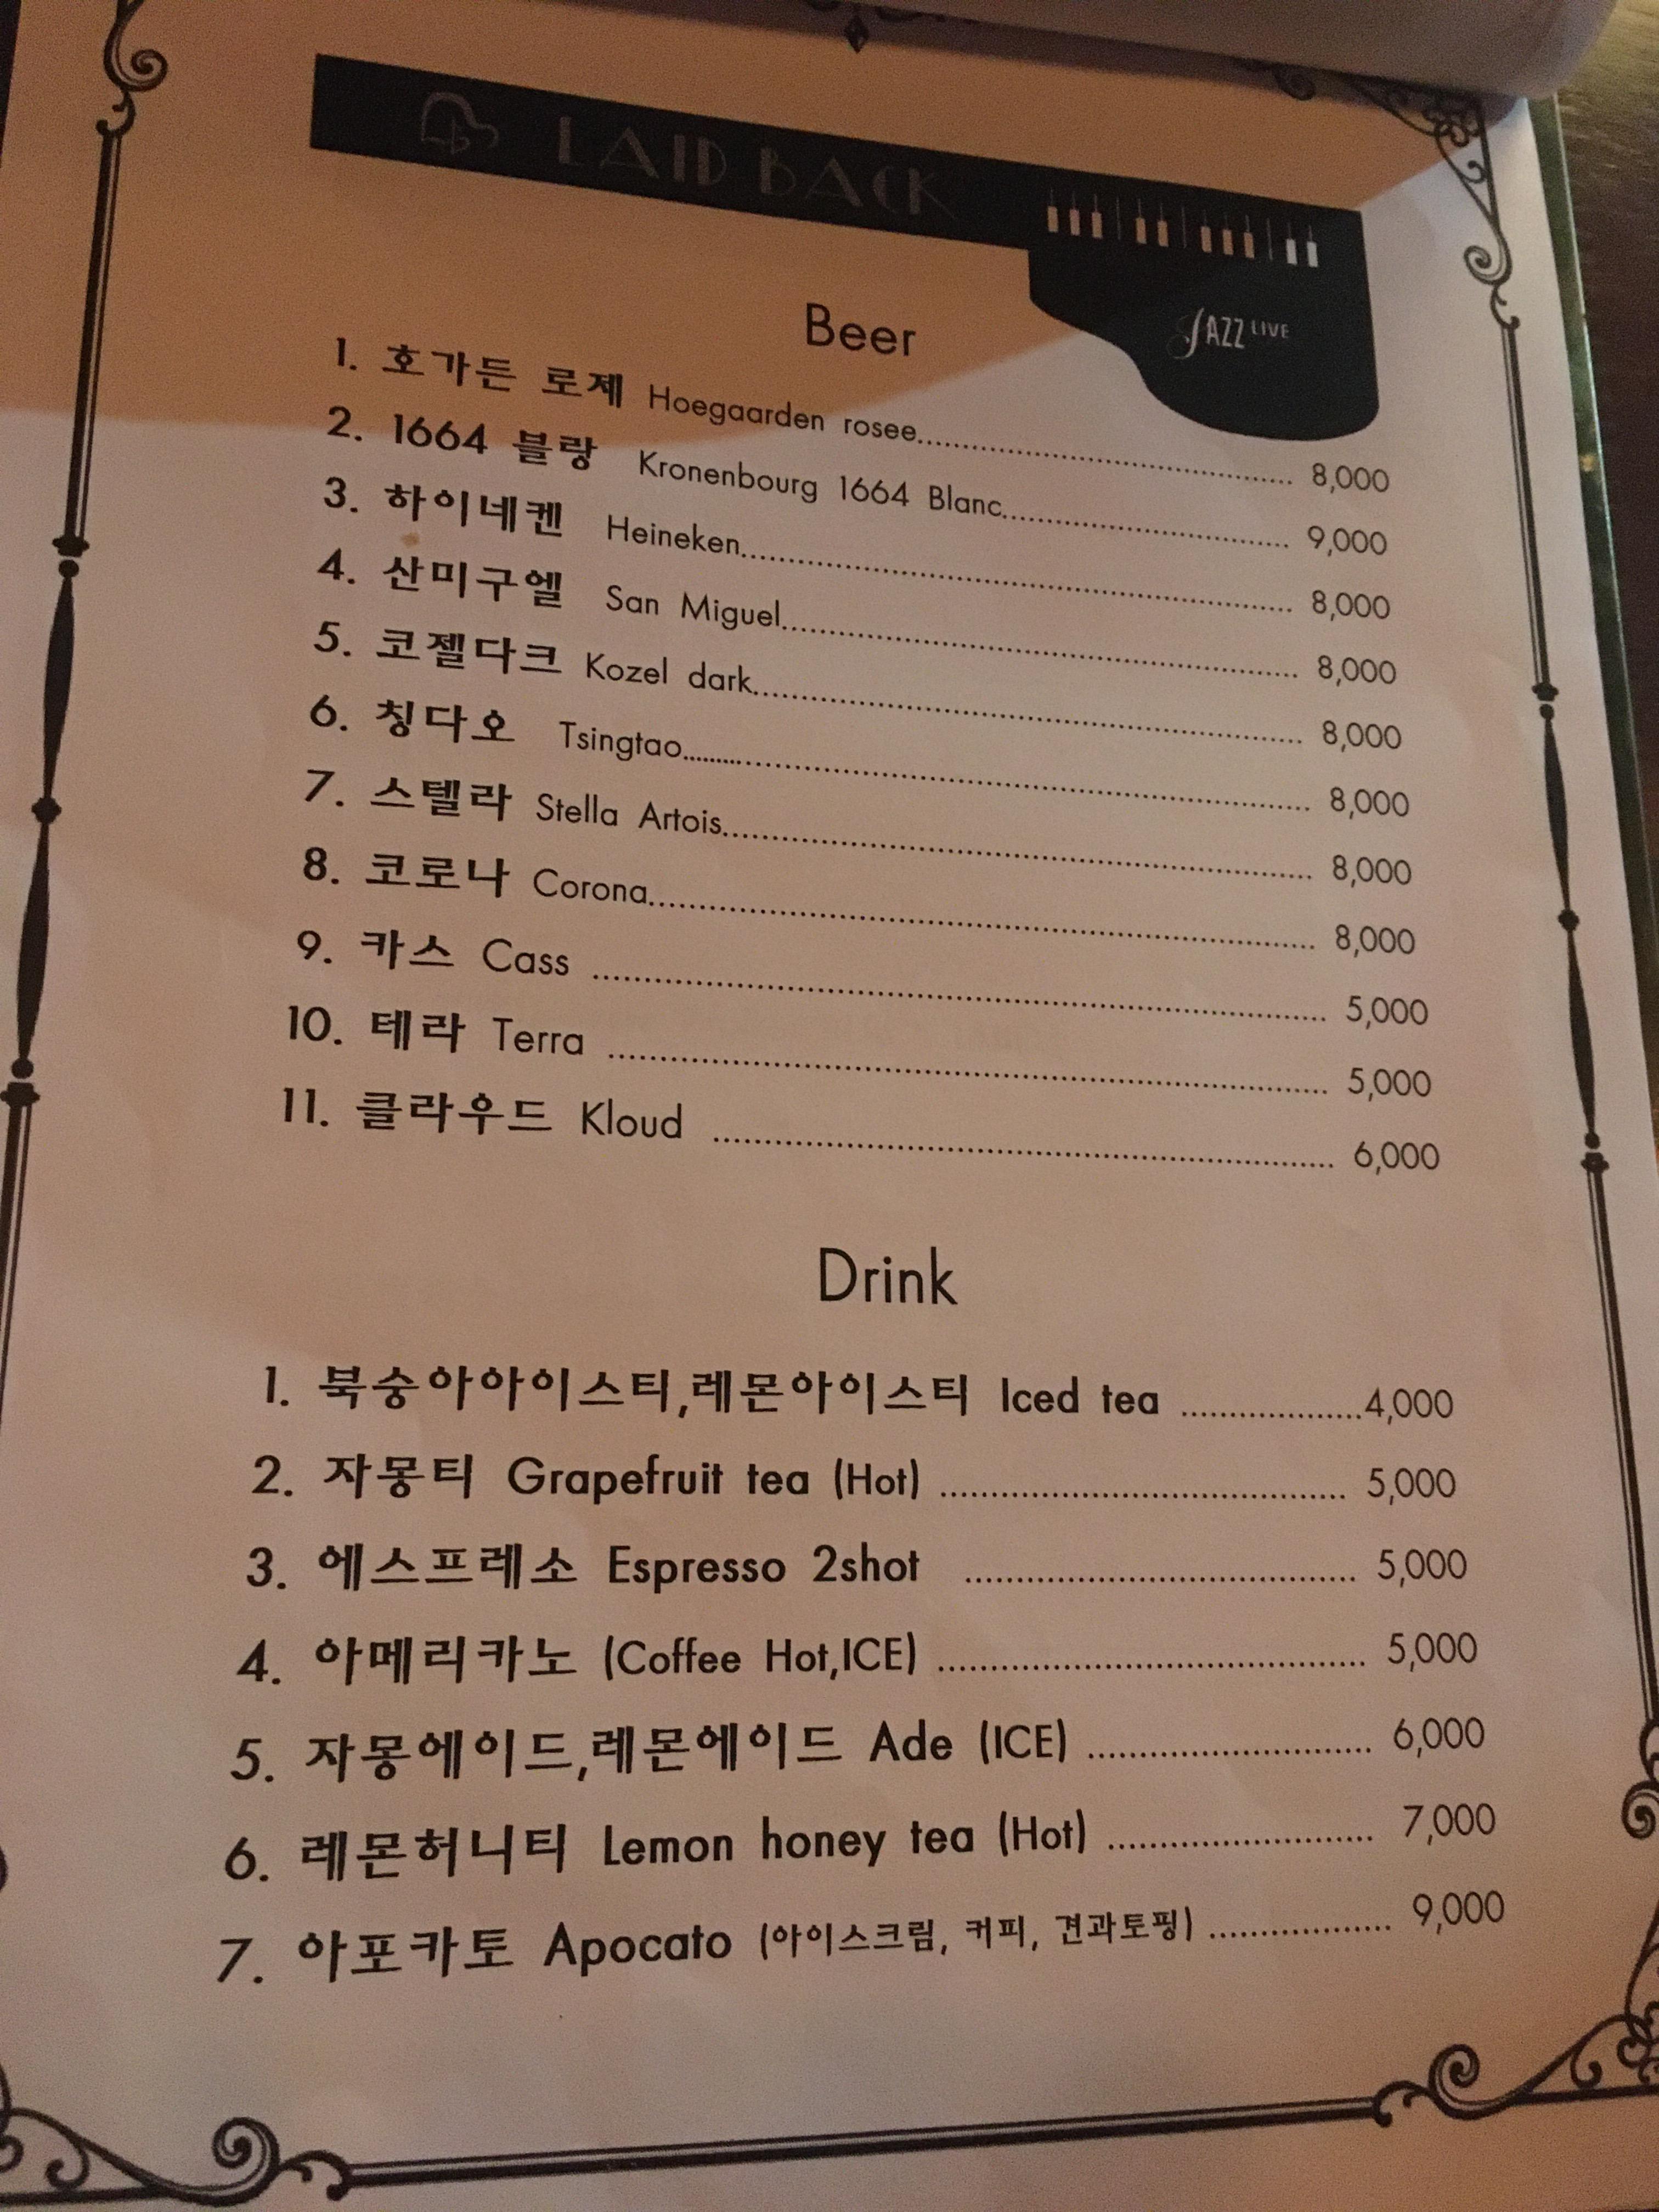 LAID BACK
JAZZ LIVE
Beer
1. 호가든 로제 Hoegaarden rosee........ 8,000
2. 1664 블랑 Kronenbourg 1664 Blanc........ 9,000
3. 하이네켄 Heineken........ 8,000
4. 산미구엘 San Miguel........ 8,000
5. 코젤다크 Kozel dark........ 8,000
6. 칭다오 Tsingtao........ 8,000
7. 스텔라 Stella Artois........ 8,000
8. 코로나 Corona........ 8,000
9. 카스 Cass ........ 5,000
10. 테라 Terra ........ 5,000
11. 클라우드 Kloud ........ 6,000
Drink
1. 북숭아아이스티,레몬아이스티 Iced tea ........4,000
2. 자몽티 Grapefruit tea (Hot) ........ 5,000
3. 에스프레소 Espresso 2shot ........ 5,000
4. 아메리카노 (Coffee Hot,ICE) ........ 5,000
5. 자몽에이드,레몬에이드 Ade (ICE) ........ 6,000
6. 레몬허니티 Lemon honey tea (Hot) ........ 7,000
7. 아포카토 Apocato (아이스크림, 커피, 견과토핑) ........ 9,000